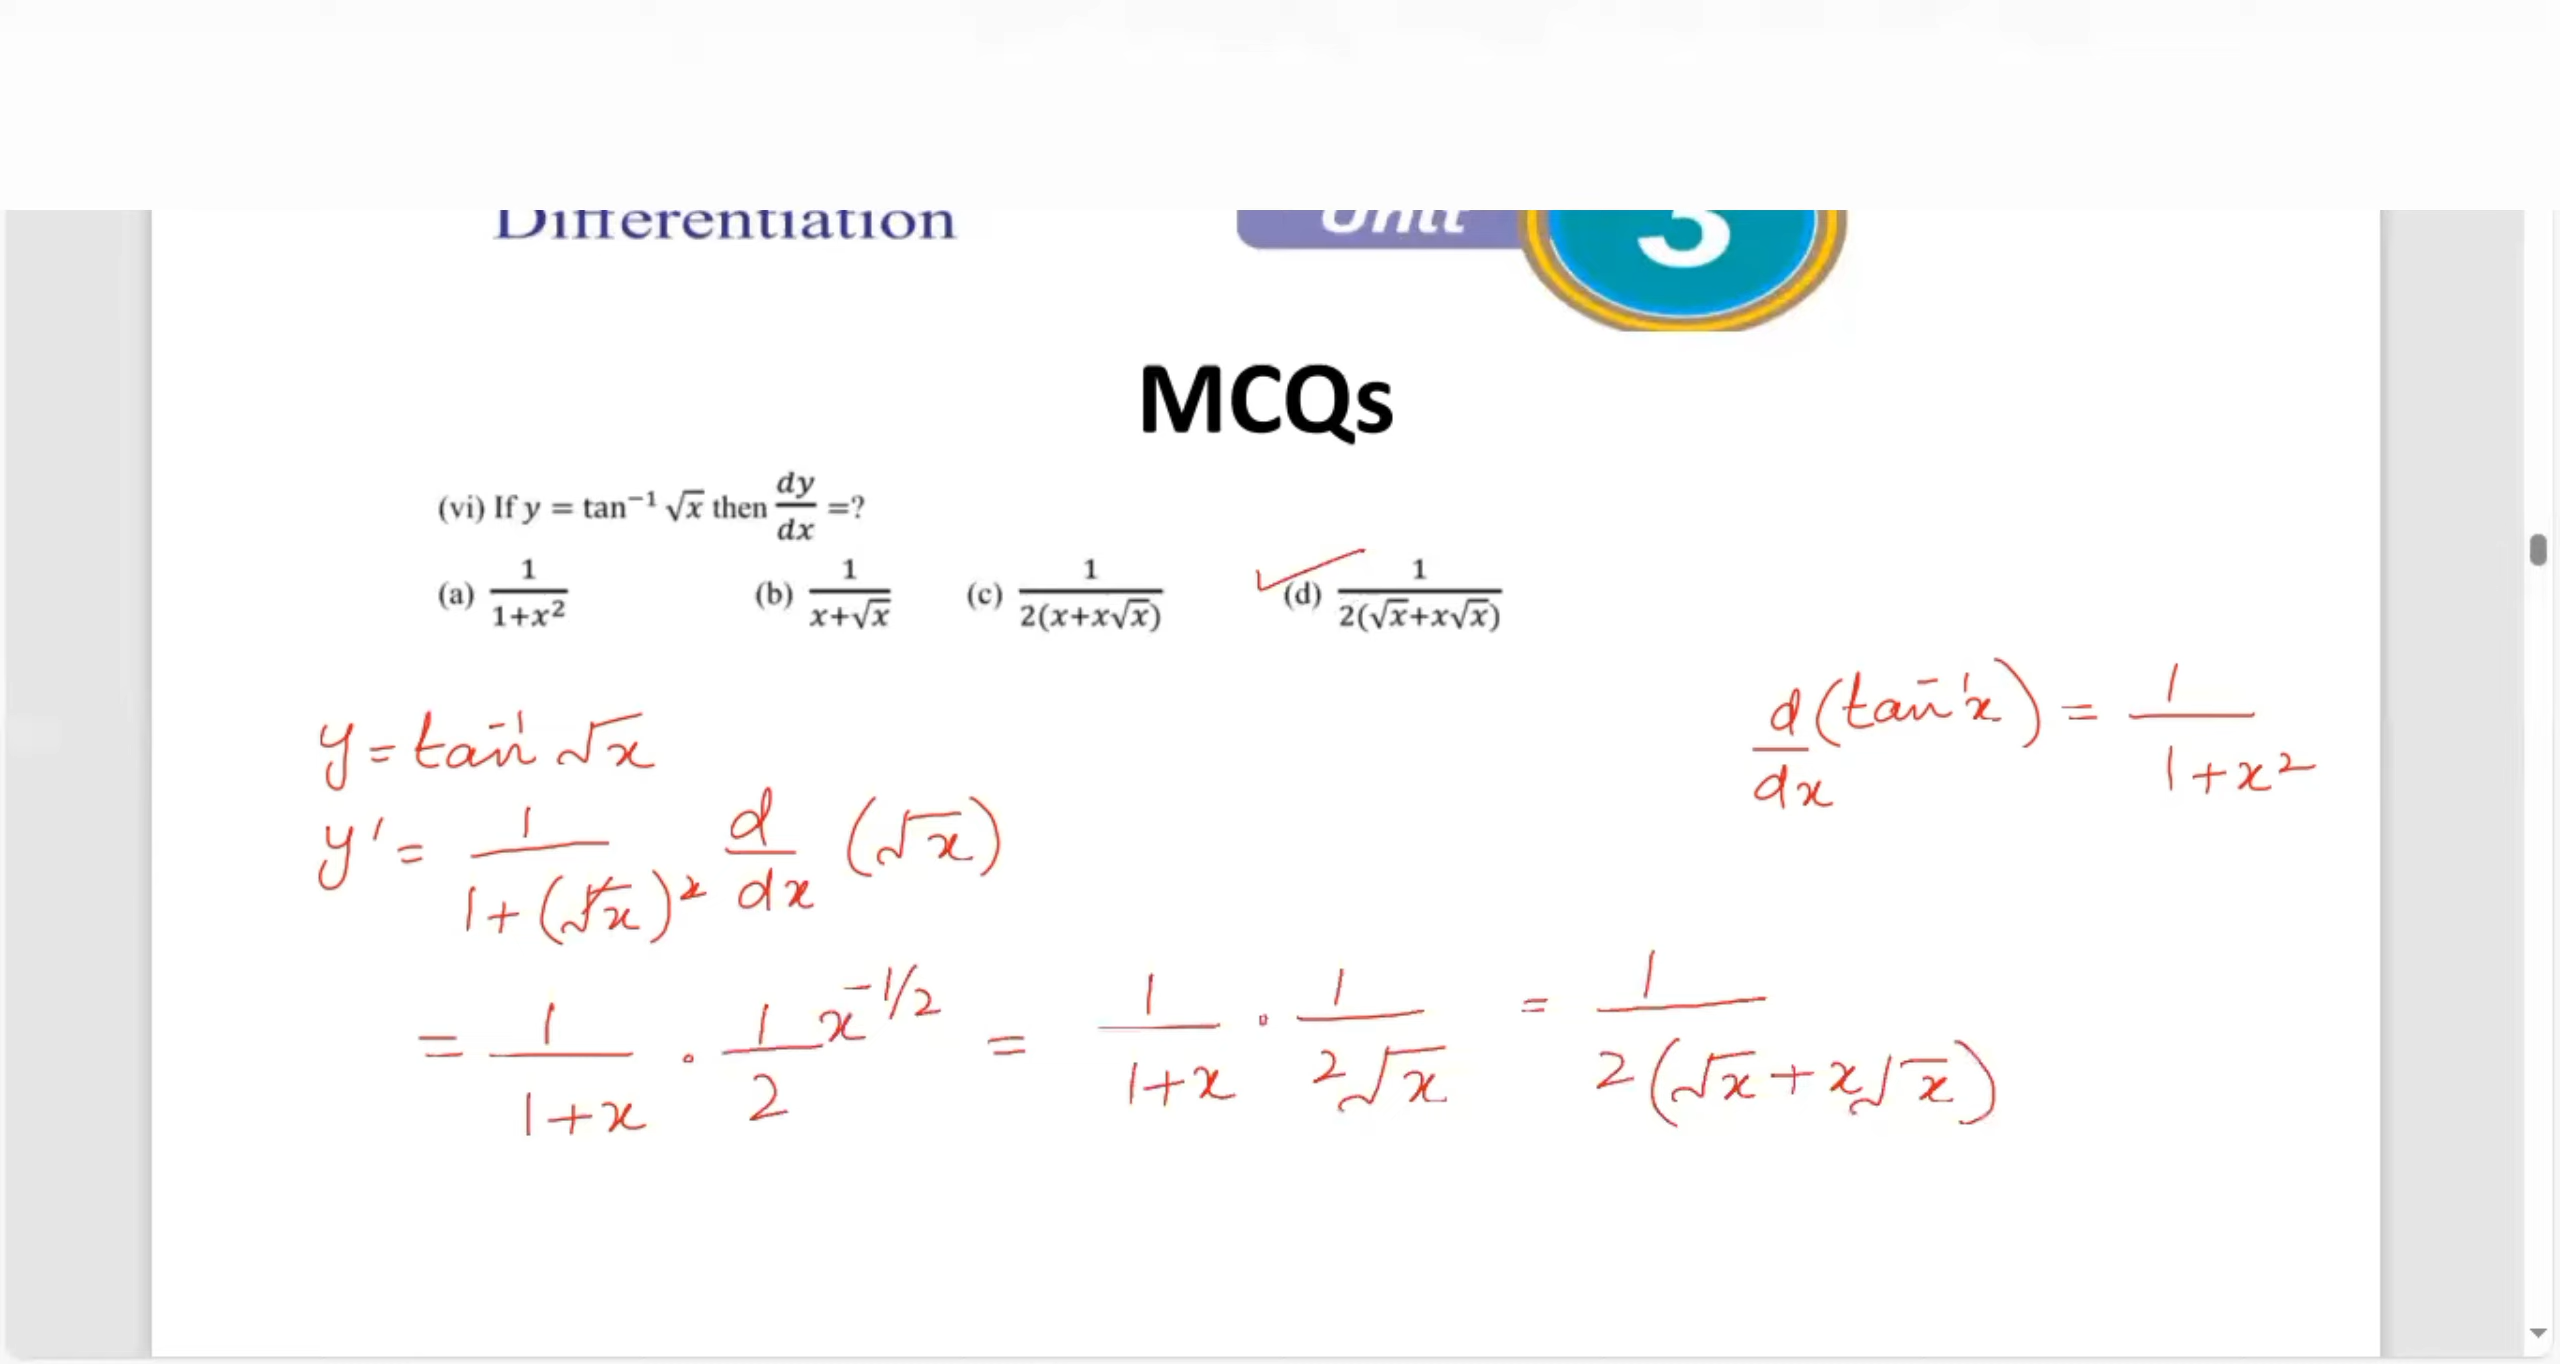 Differentiation Unit 3
MCQs
(vi) If y = tan⁻¹ √x then dy/dx =?
(a) 1/(1+x²) (b) 1/(x+√x) (c) 1/(2(x+x√x)) (d) 1/(2(√x+x√x))
d/dx (tan⁻¹x) = 1/(1+x²)
y = tan⁻¹ √x
y' = 1/(1+(√x)²) d/dx (√x)
= 1/(1+x) · 1/2 x^(-1/2) = 1/(1+x) · 1/(2√x) = 1/(2(√x+x√x))